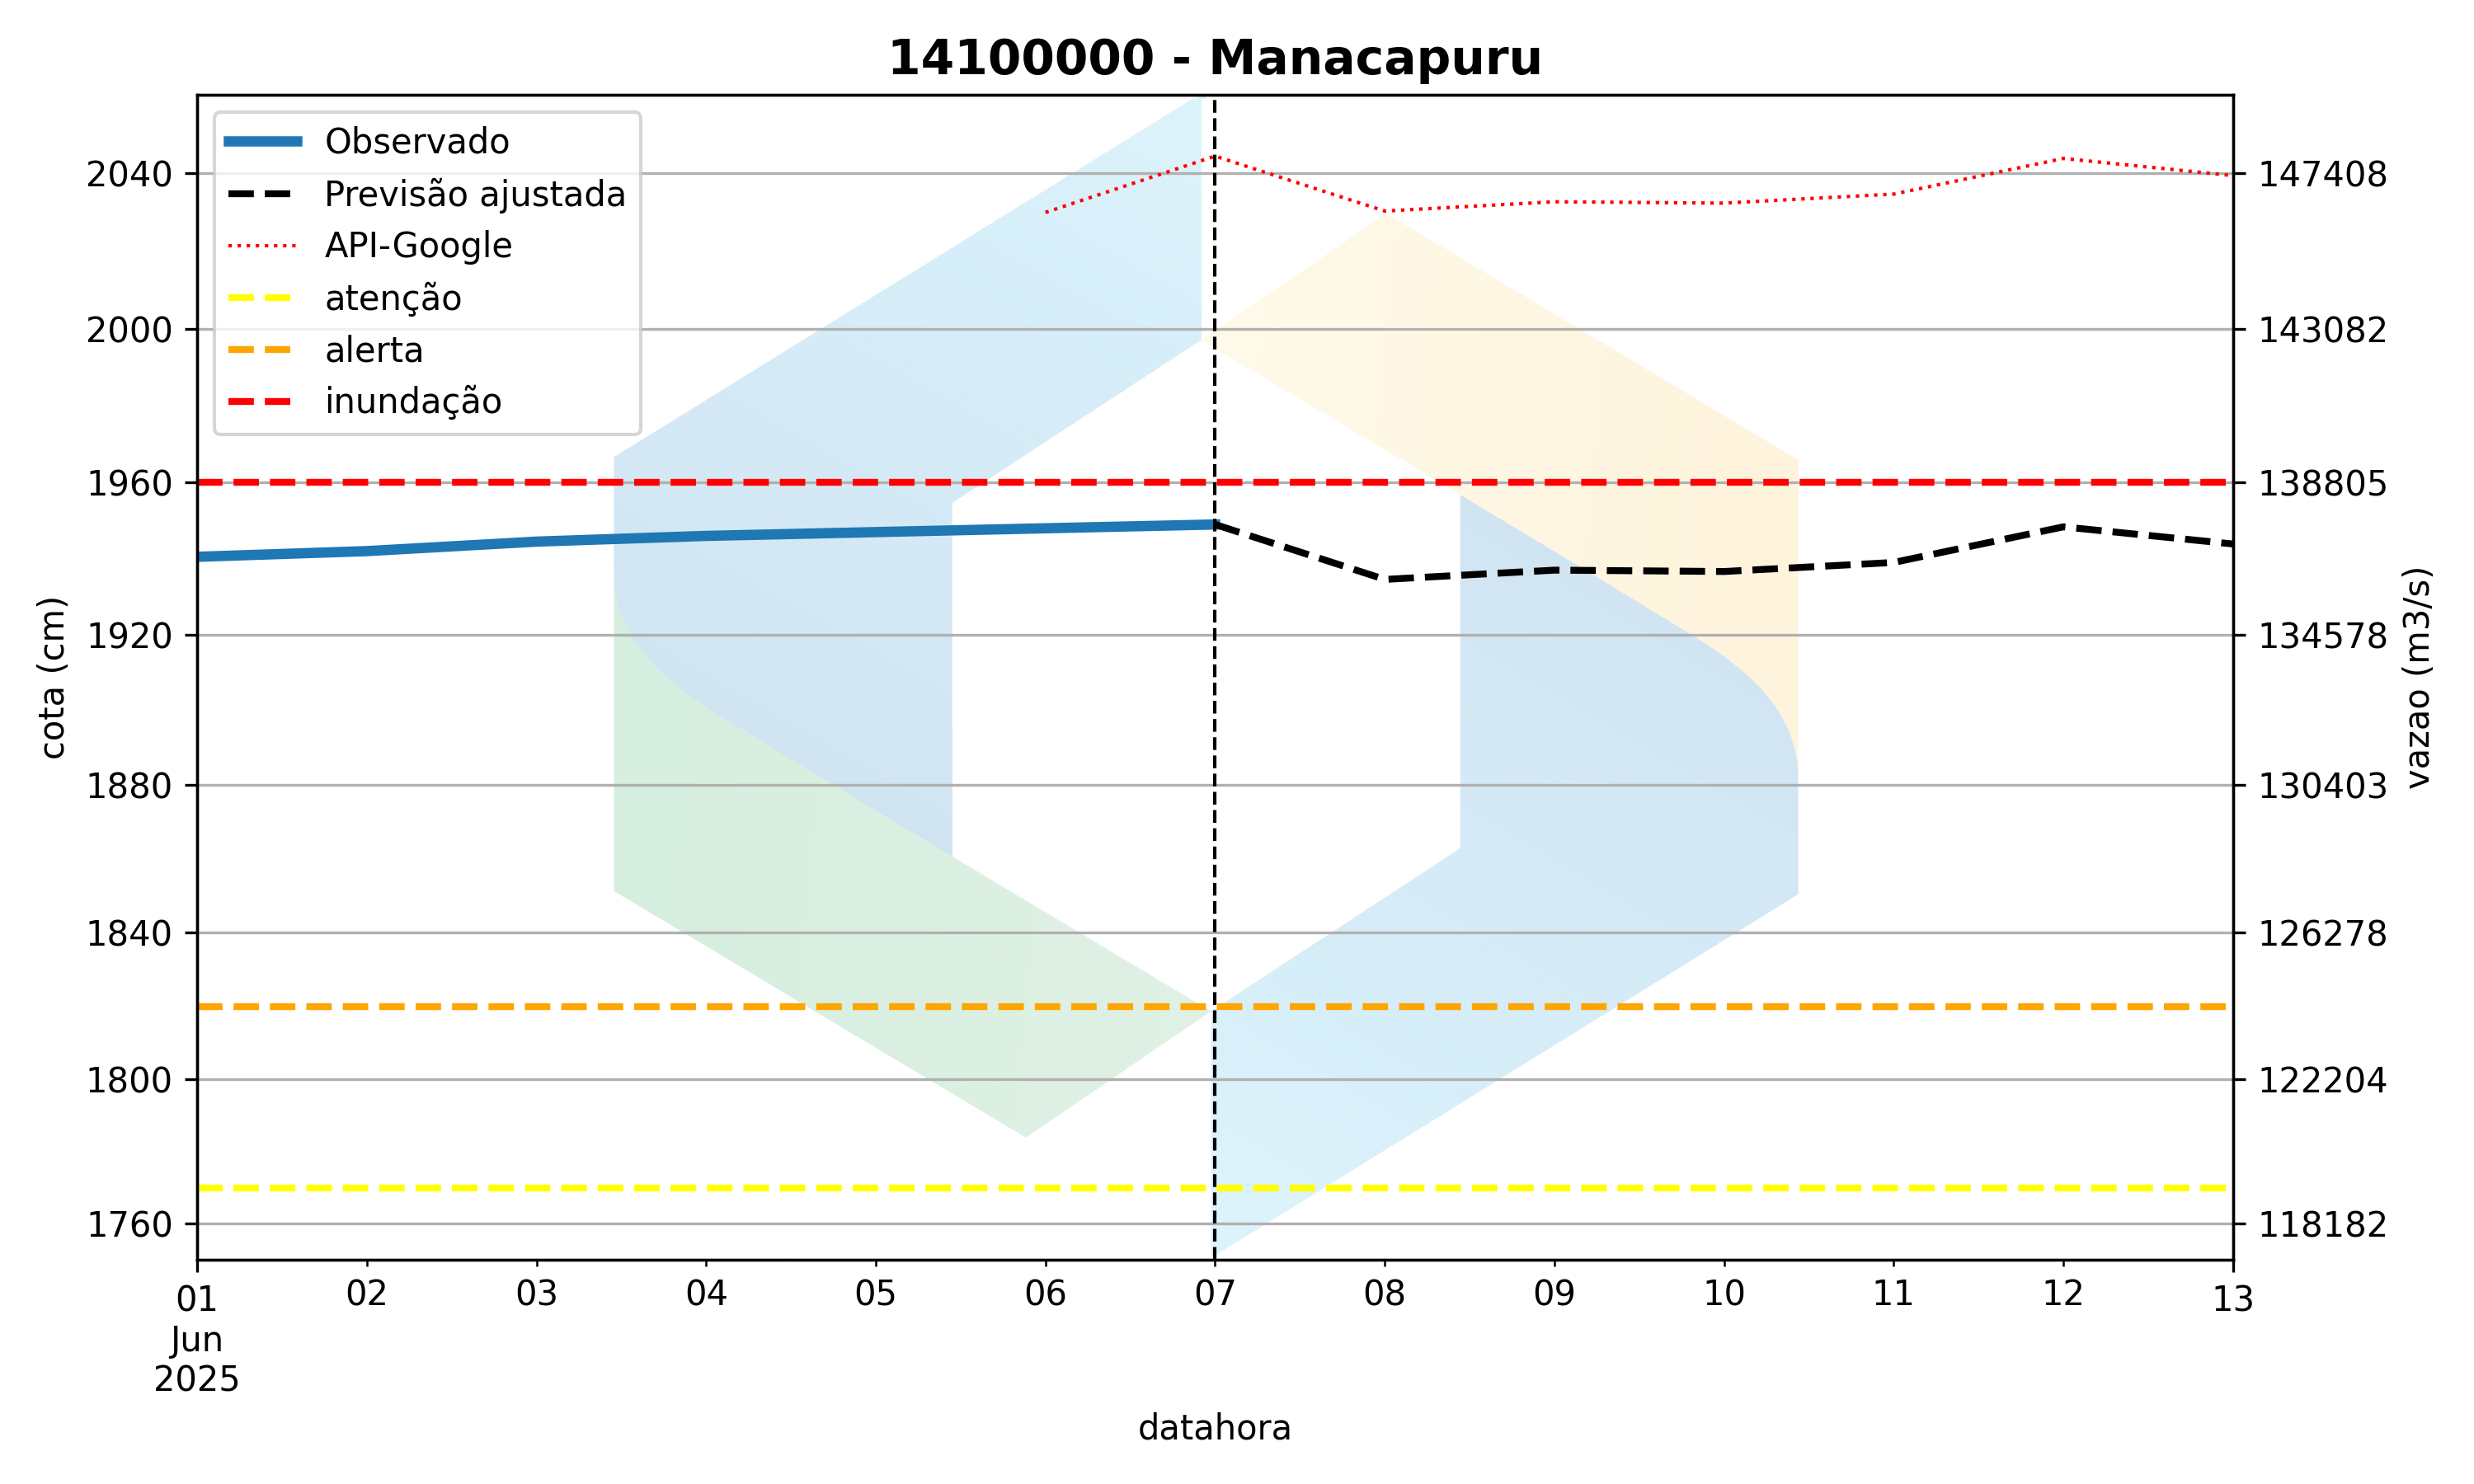 14100000 - Manacapuru
Observado
Previsão ajustada
API-Google
atenção
alerta
inundação
2040
2000
1960
1920
1880
1840
1800
1760
cota (cm)
147408
143082
138805
134578
130403
126278
122204
118182
vazao (m3/s)
01 02 03 04 05 06 07 08 09 10 11 12 13
Jun
2025
datahora